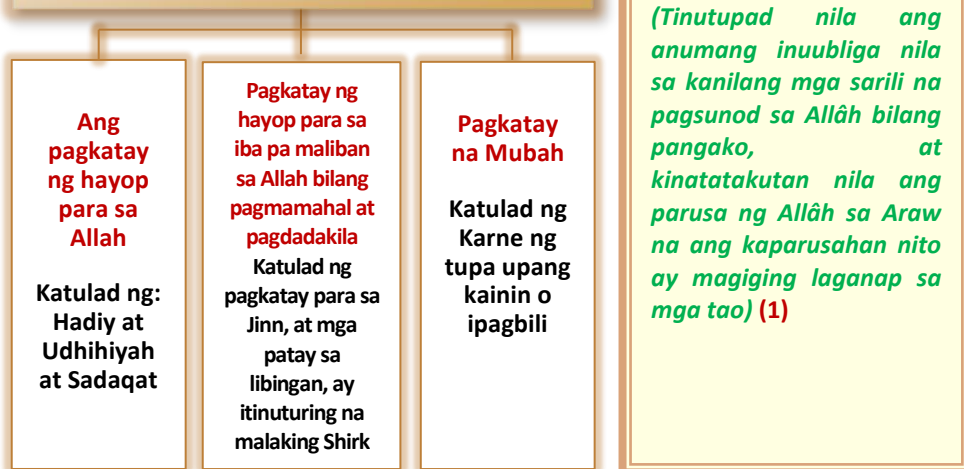 Ang
pagkatay
ng hayop
para sa
Allah
Katulad ng:
Hadiy at
Udhihiyah
at Sadaqat
Pagkatay ng
hayop para sa
iba pa maliban
sa Allah bilang
pagmamahal at
pagdadakila
Katulad ng
pagkatay para sa
Jinn, at mga
patay sa
libingan, ay
itinuturing na
malaking Shirk
Pagkatay
na Mubah
Katulad ng
Karne ng
tupa upang
kainin o
ipagbili
(Tinutupad nila ang
anumang inuubliga nila
sa kanilang mga sarili na
pagsunod sa Allâh bilang
pangako, at
kinatatakutan nila ang
parusa ng Allâh sa Araw
na ang kaparusahan nito
ay magiging laganap sa
mga tao) (1)